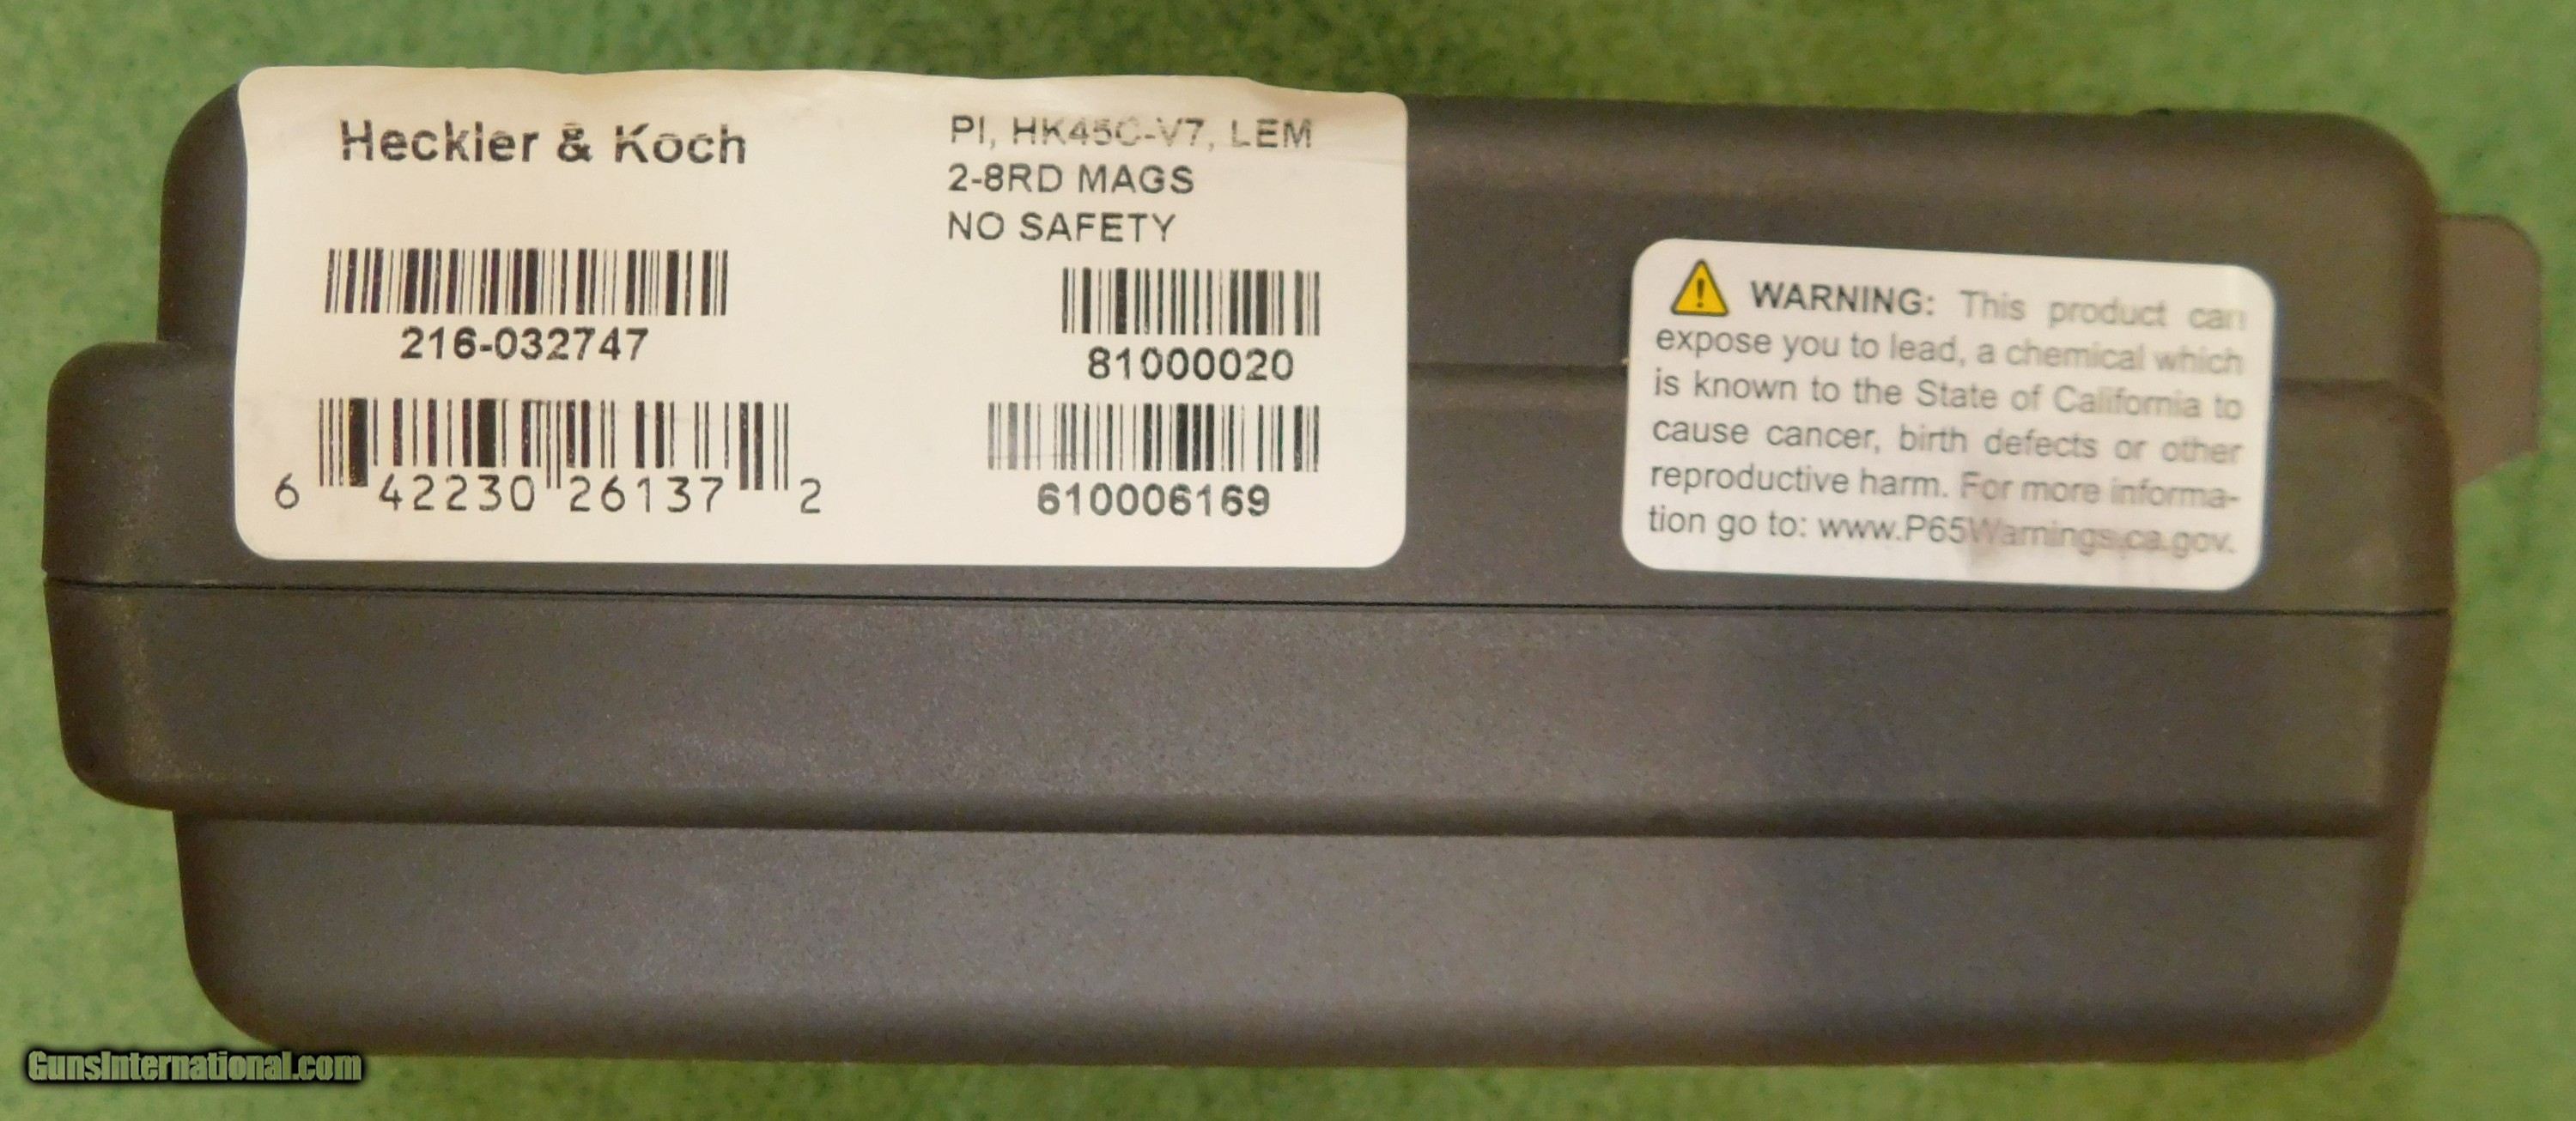 Heckler & Koch
PI, HK45C-V7, LEM
2-8RD MAGS
NO SAFETY
216-032747
81000020
6 42230 26137 2
610006169
WARNING: This product can
expose you to lead, a chemical which
is known to the State of California to
cause cancer, birth defects or other
reproductive harm. For more informa-
tion go to: www.P65Warnings.ca.gov.
GunsInternational.com